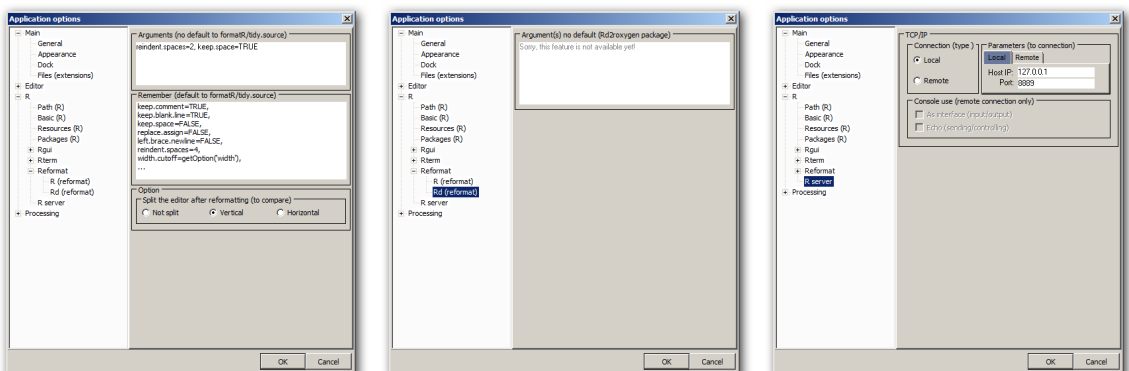 Application options
Main
General
Appearance
Dock
Files (extensions)
Editor
R
Path (R)
Basic (R)
Resources (R)
Packages (R)
Rgui
Rterm
Reformat
R (reformat)
Rd (reformat)
R server
Processing
Arguments (no default to formatR/tidy.source)
reindent.spaces=2, keep.space=TRUE
Remember (default to formatR/tidy.source)
keep.comment=TRUE,
keep.blank.line=TRUE,
keep.space=FALSE,
replace.assign=FALSE,
left.brace.newline=FALSE,
reindent.spaces=4,
width.cutoff=getOption('width'),
...
Option
Split the editor after reformatting (to compare)
Not split Vertical Horizontal
OK Cancel
Application options
Main
General
Appearance
Dock
Files (extensions)
Editor
R
Path (R)
Basic (R)
Resources (R)
Packages (R)
Rgui
Rterm
Reformat
R (reformat)
Rd (reformat)
R server
Processing
Argument(s) no default (Rd2roxygen package)
Sorry, this feature is not available yet!
OK Cancel
Application options
Main
General
Appearance
Dock
Files (extensions)
Editor
R
Path (R)
Basic (R)
Resources (R)
Packages (R)
Rgui
Rterm
Reformat
R server
Processing
TCP/IP
Connection (type )
Local
Remote
Parameters (to connection)
Local Remote
Host IP: 127.0.0.1
Port: 8889
Console use (remote connection only)
As interface (input/output)
Echo (sending/controling)
OK Cancel